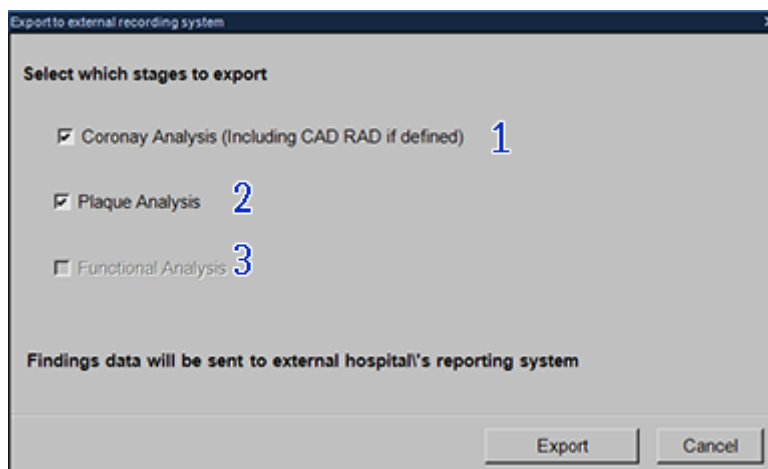 Export to external recording system
Select which stages to export
Coronay Analysis (Including CAD RAD if defined) 1
Plaque Analysis 2
Functional Analysis 3
Findings data will be sent to external hospital\'s reporting system
Export Cancel